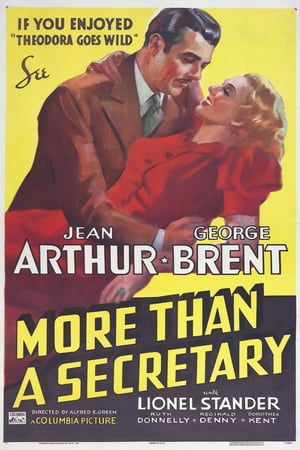 IF YOU ENJOYED
"THEODORA GOES WILD"
See
JEAN GEORGE
ARTHUR ★ BRENT
MORE THAN
A SECRETARY
with
LIONEL STANDER
RUTH REGINALD DOROTHEA
DONNELLY · DENNY · KENT
DIRECTED BY ALFRED E. GREEN
A COLUMBIA PICTURE